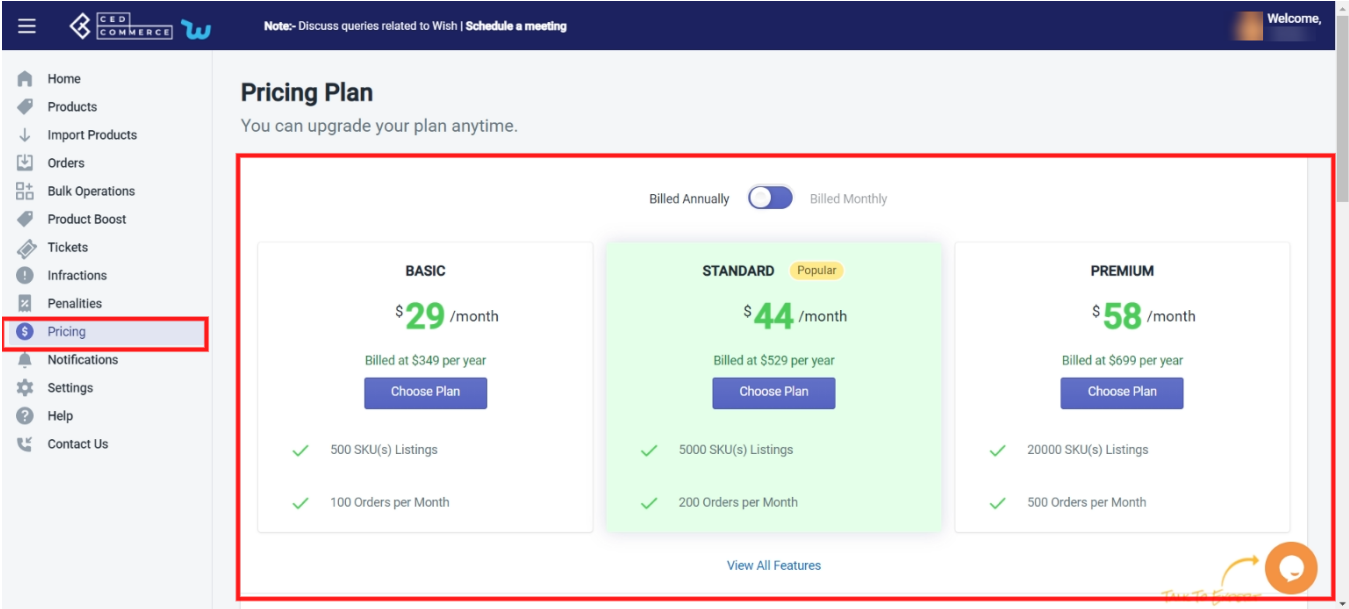 CED
COMMERCE
Note:- Discuss queries related to Wish | Schedule a meeting
Welcome,
Home
Products
Import Products
Orders
Bulk Operations
Product Boost
Tickets
Infractions
Penalities
Pricing
Notifications
Settings
Help
Contact Us
Pricing Plan
You can upgrade your plan anytime.
Billed Annually Billed Monthly
BASIC
$29 /month
Billed at $349 per year
Choose Plan
500 SKU(s) Listings
100 Orders per Month
STANDARD Popular
$44 /month
Billed at $529 per year
Choose Plan
5000 SKU(s) Listings
200 Orders per Month
PREMIUM
$58 /month
Billed at $699 per year
Choose Plan
20000 SKU(s) Listings
500 Orders per Month
View All Features